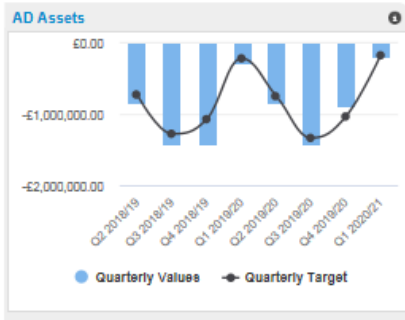 AD Assets
£0.00
-£1,000,000.00
-£2,000,000.00
Q2 2018/19
Q3 2018/19
Q4 2018/19
Q1 2019/20
Q2 2019/20
Q3 2019/20
Q4 2019/20
Q1 2020/21
Quarterly Values
Quarterly Target